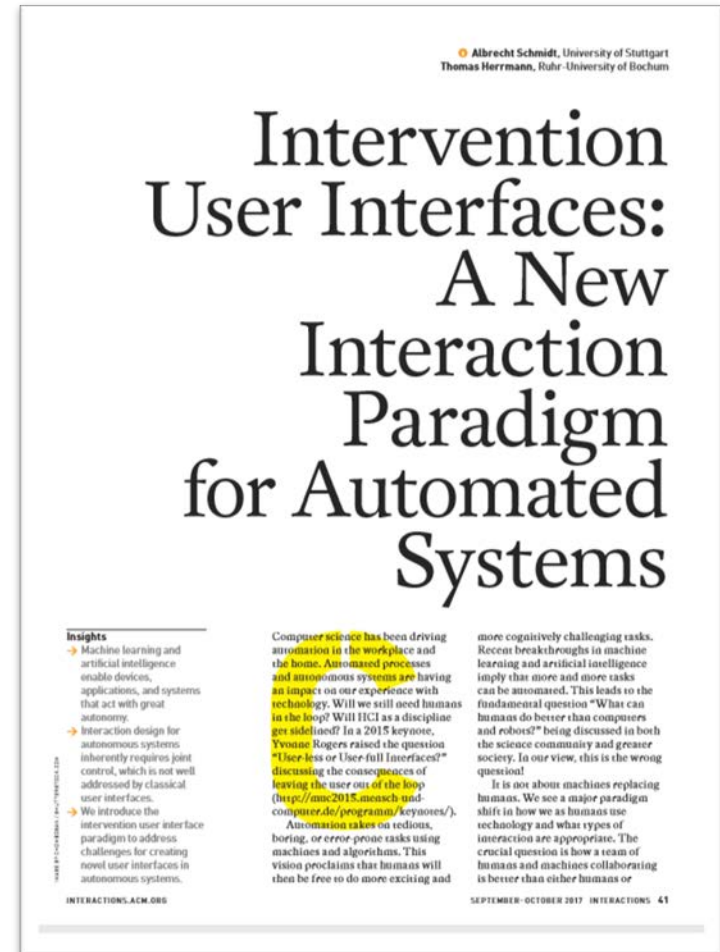 Albrecht Schmidt, University of Stuttgart
Thomas Herrmann, Ruhr-University of Bochum
Intervention
User Interfaces:
A New
Interaction
Paradigm
for Automated
Systems
Insights
→ Machine learning and
artificial intelligence
enable devices,
applications, and systems
that act with great
autonomy.
→ Interaction design for
autonomous systems
inherently requires joint
control, which is not well
addressed by classical
user interfaces.
→ We introduce the
intervention user interface
paradigm to address
challenges for creating
novel user interfaces in
autonomous systems.
C
Computer science has been driving
automation in the workplace and
the home. Automated processes
and autonomous systems are having
an impact on our experience with
technology. Will we still need humans
in the loop? Will HCI as a discipline
get sidelined? In a 2015 keynote,
Yvonne Rogers raised the question
"User-less or User-full Interfaces?"
discussing the consequences of
leaving the user out of the loop
(http://muc2015.mensch-und-
computer.de/programm/keynotes/).
Automation takes on tedious,
boring, or error-prone tasks using
machines and algorithms. This
vision proclaims that humans will
then be free to do more exciting and
more cognitively challenging tasks.
Recent breakthroughs in machine
learning and artificial intelligence
imply that more and more tasks
can be automated. This leads to the
fundamental question "What can
humans do better than computers
and robots?" being discussed in both
the science community and greater
society. In our view, this is the wrong
question!
It is not about machines replacing
humans. We see a major paradigm
shift in how we as humans use
technology and what types of
interaction are appropriate. The
crucial question is how a team of
humans and machines collaborating
is better than either humans or
INTERACTIONS.ACM.ORG
SEPTEMBER–OCTOBER 2017 INTERACTIONS 41